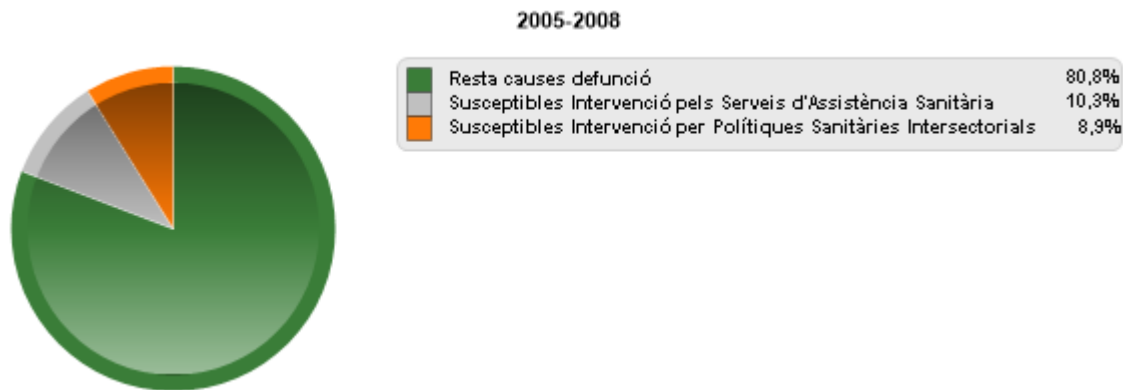 2005-2008
Resta causes defunció 80,8%
Susceptibles Intervenció pels Serveis d'Assistència Sanitària 10,3%
Susceptibles Intervenció per Polítiques Sanitàries Intersectorials 8,9%